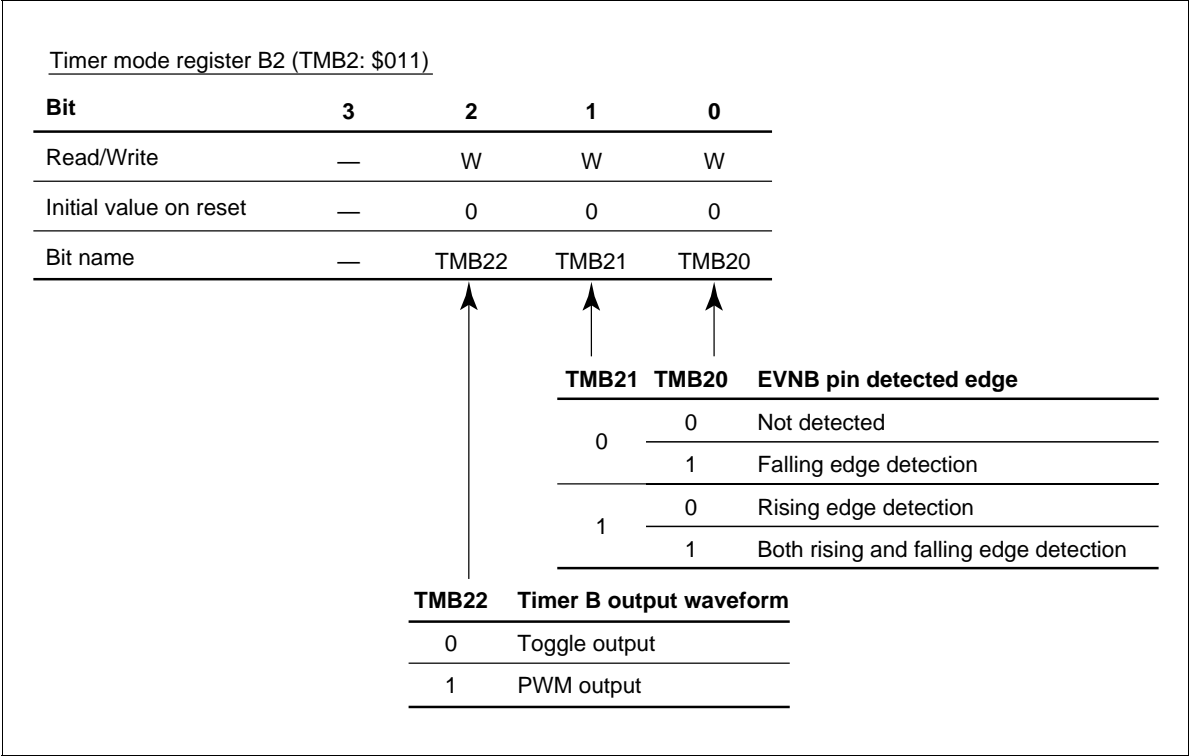 Timer mode register B2 (TMB2: $011)
Bit 3 2 1 0
Read/Write — W W W
Initial value on reset — 0 0 0
Bit name — TMB22 TMB21 TMB20
TMB21 TMB20 EVNB pin detected edge
0 0 Not detected
1 Falling edge detection
1 0 Rising edge detection
1 Both rising and falling edge detection
TMB22 Timer B output waveform
0 Toggle output
1 PWM output